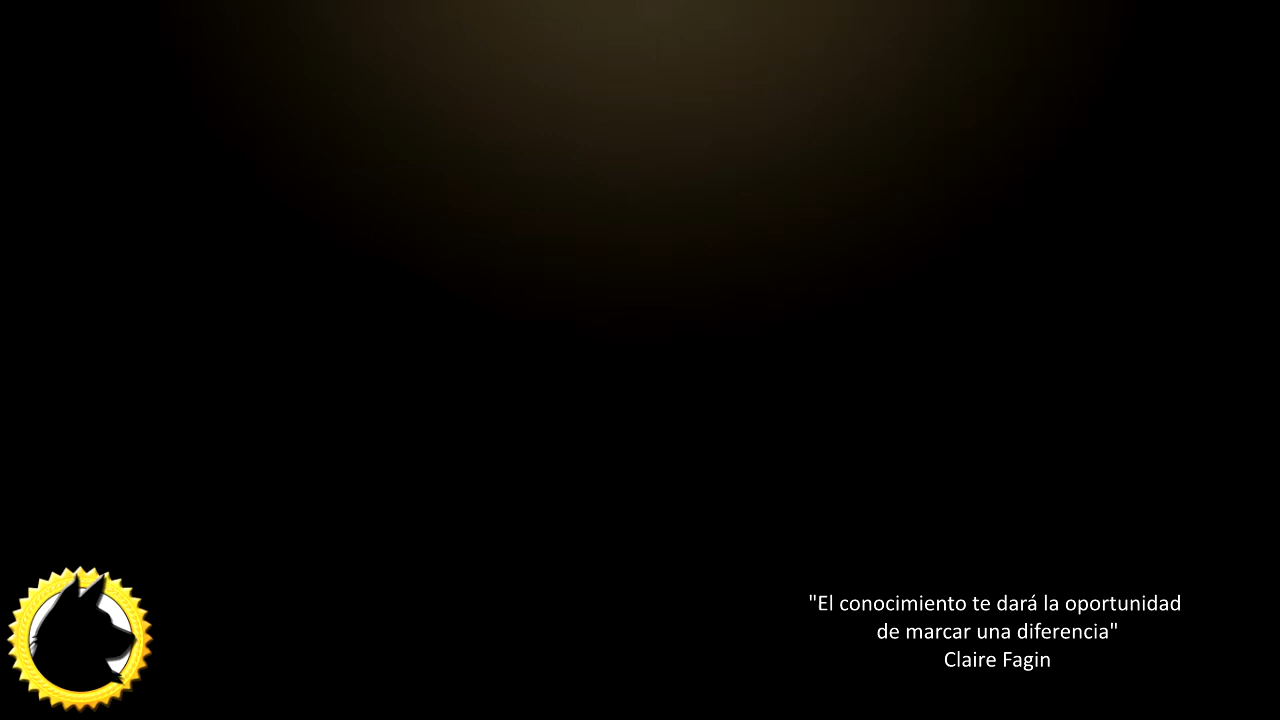 "El conocimiento te dará la oportunidad
de marcar una diferencia"
Claire Fagin